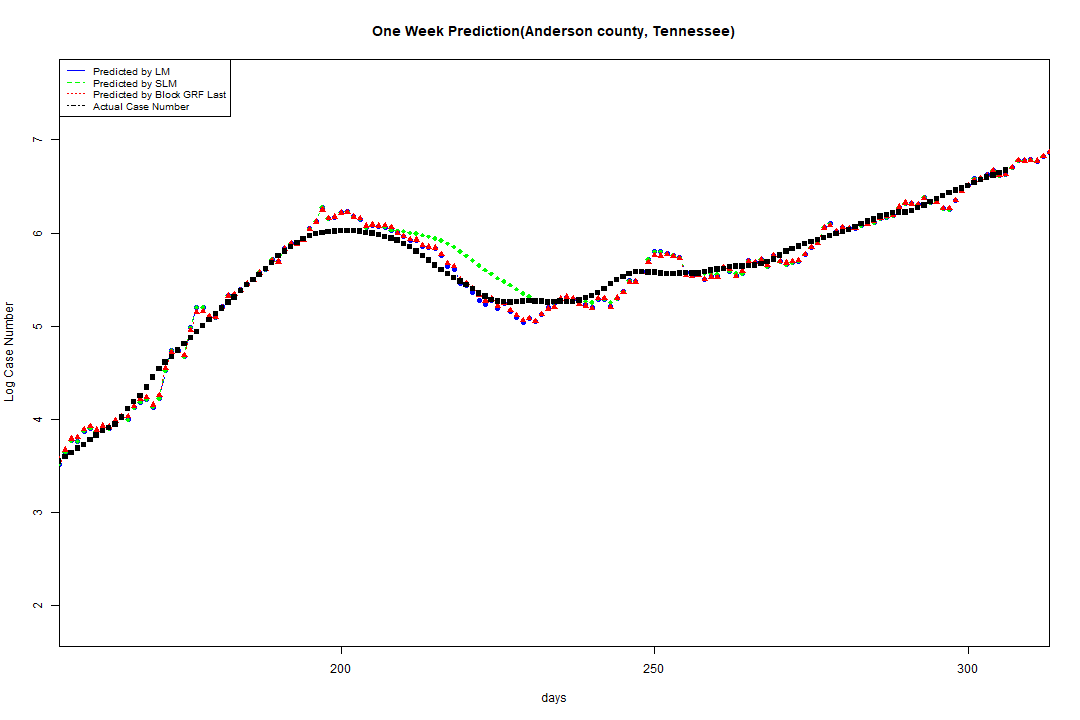 One Week Prediction(Anderson county, Tennessee)
Predicted by LM
Predicted by SLM
Predicted by Block GRF Last
Actual Case Number
7
6
5
4
3
2
Log Case Number
200
250
300
days